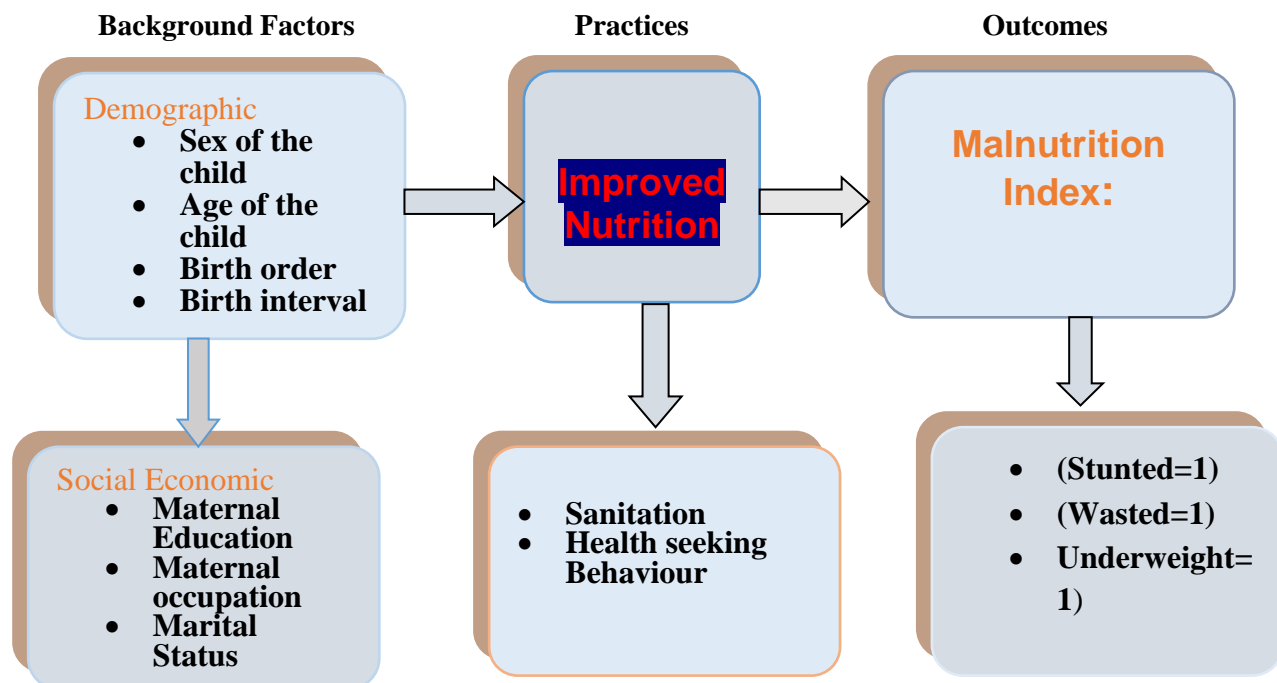 Background Factors
Practices
Outcomes
Demographic
• Sex of the
child
• Age of the
child
• Birth order
• Birth interval
Improved
Nutrition
Malnutrition
Index:
Social Economic
• Maternal
Education
• Maternal
occupation
• Marital
Status
• Sanitation
• Health seeking
Behaviour
• (Stunted=1)
• (Wasted=1)
• Underweight=
1)